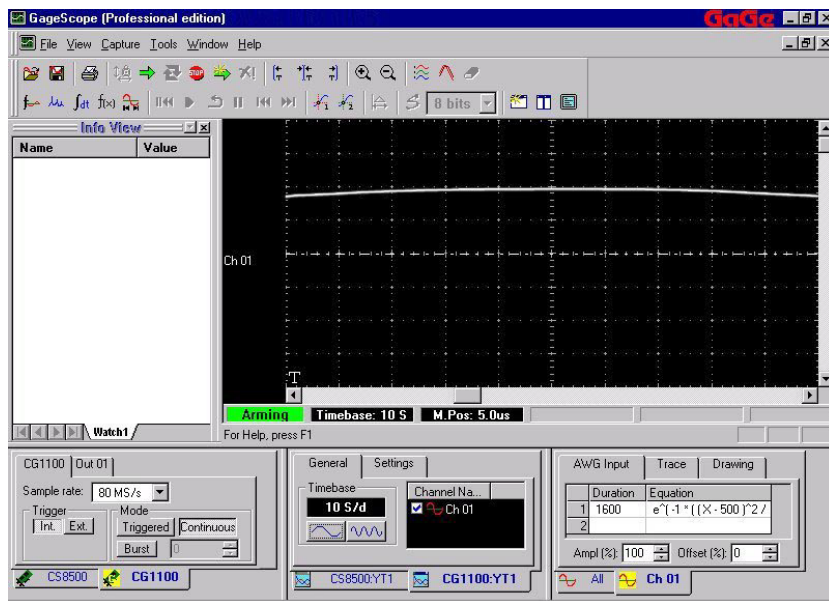 GageScope (Professional edition)
GaGe
File View Capture Tools Window Help
STOP
∫dt f(x)
1 2 8 bits
Info View
Name Value
Ch 01
T
Arming Timebase: 10 S M.Pos: 5.0us
Watch1
For Help, press F1
CG1100 Out 01
Sample rate: 80 MS/s
Trigger
Int. Ext.
Mode
Triggered Continuous
Burst 0
CS8500 CG1100
General Settings
Timebase
10 S/d
Channel Na...
Ch 01
CS8500:YT1 CG1100:YT1
AWG Input Trace Drawing
Duration Equation
1 1600 e^( -1 * ( ( X - 500 )^2 /
2
Ampl (%): 100 Offset (%): 0
All Ch 01